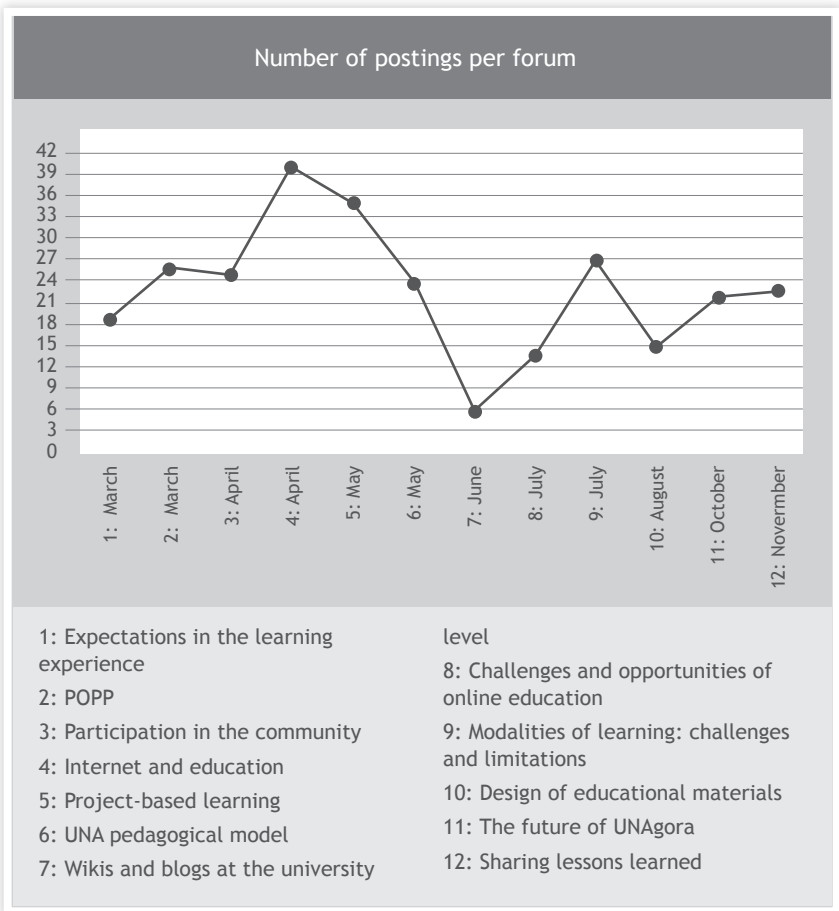 Number of postings per forum
42
39
36
33
30
27
24
21
18
15
12
9
6
3
0
1: March
2: March
3: April
4: April
5: May
6: May
7: June
8: July
9: July
10: August
11: October
12: Novermber
1: Expectations in the learning
experience
2: POPP
3: Participation in the community
4: Internet and education
5: Project-based learning
6: UNA pedagogical model
7: Wikis and blogs at the university
level
8: Challenges and opportunities of
online education
9: Modalities of learning: challenges
and limitations
10: Design of educational materials
11: The future of UNAgora
12: Sharing lessons learned